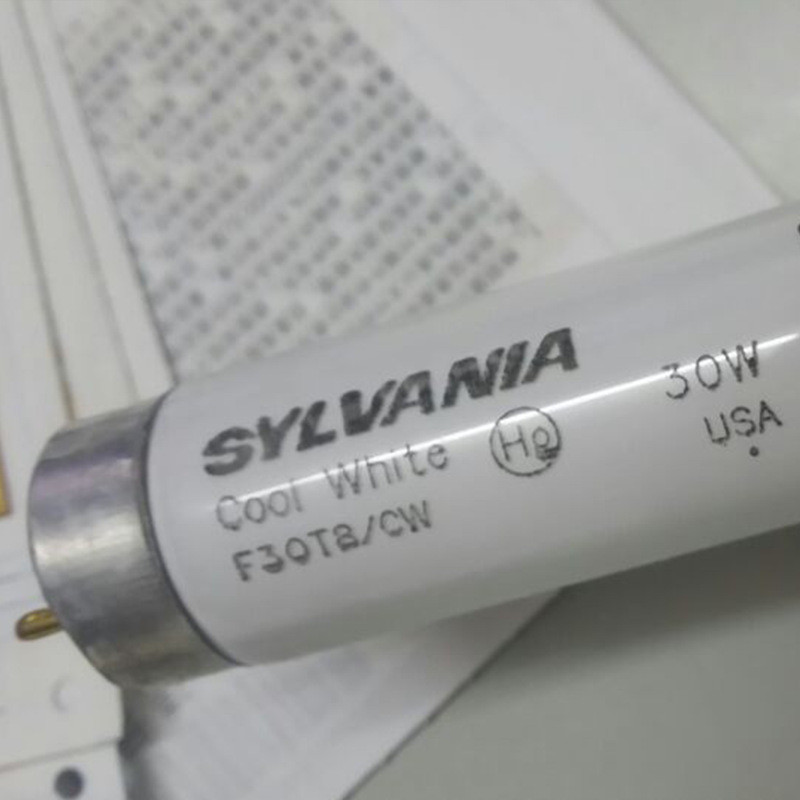 SYLVANIA
Cool White
F30T8/CW
Hg
30W
USA